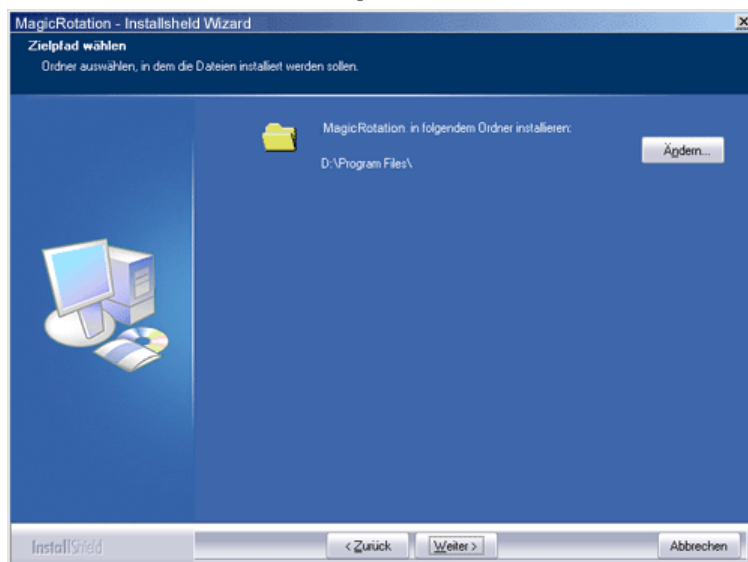 MagicRotation - Installsheld Wizard
Zielpfad wählen
Ordner auswählen, in dem die Dateien installiert werden sollen.
MagicRotation in folgendem Ordner installieren:
Ändern...
D:\Program Files\
InstallShield
< Zurück
Weiter >
Abbrechen